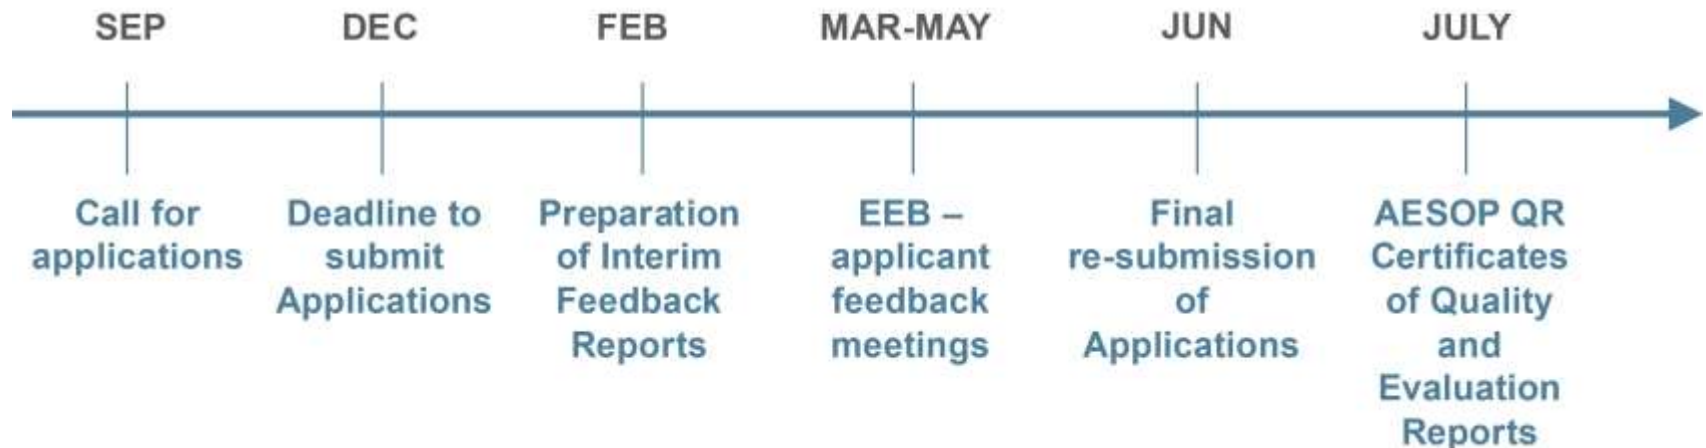 SEP
DEC
FEB
MAR-MAY
JUN
JULY
Call for
applications
Deadline to
submit
Applications
Preparation
of Interim
Feedback
Reports
EEB –
applicant
feedback
meetings
Final
re-submission
of
Applications
AESOP QR
Certificates
of Quality
and
Evaluation
Reports